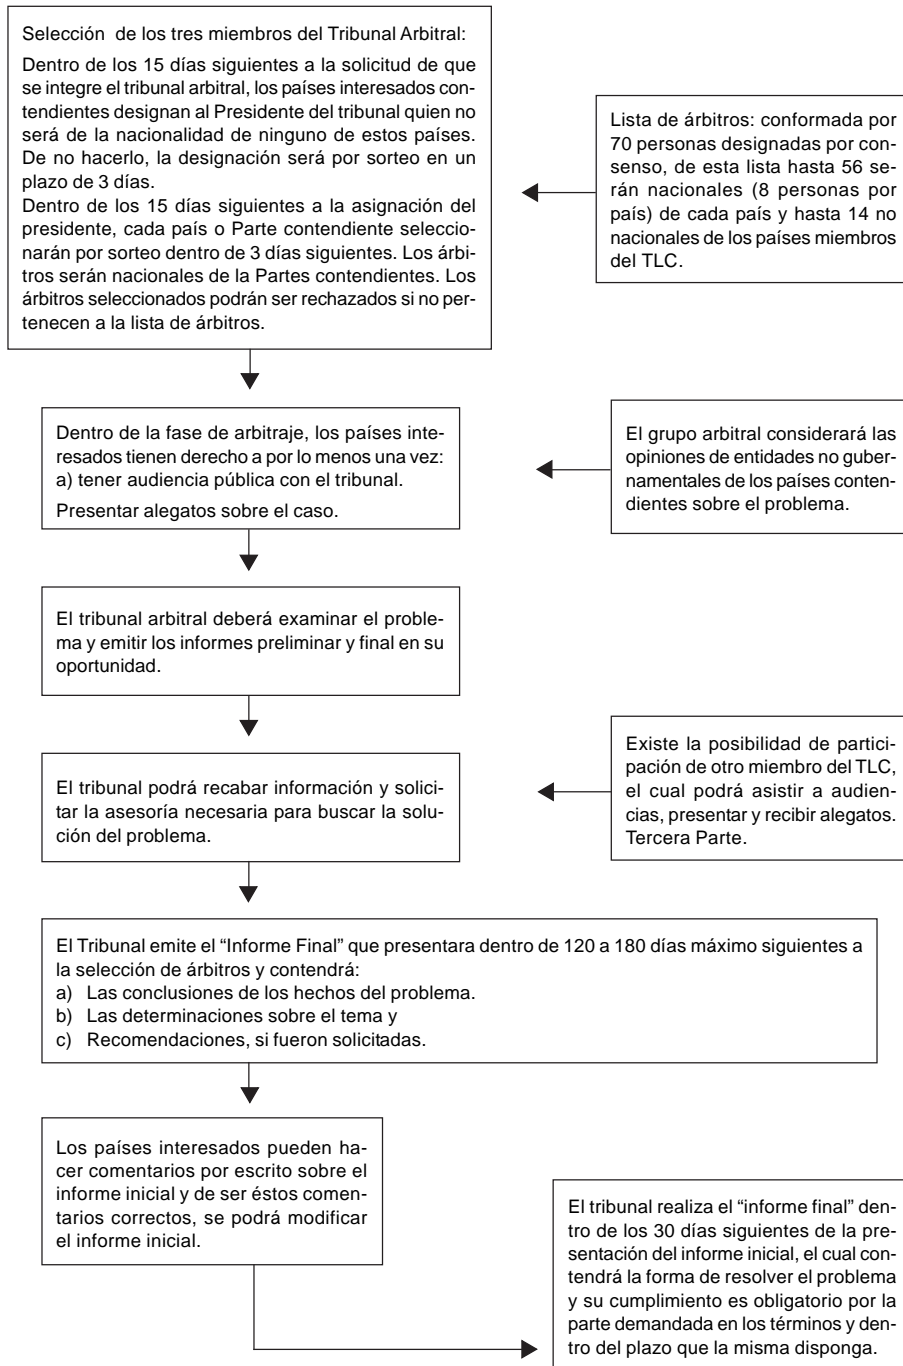 Selección de los tres miembros del Tribunal Arbitral:
Dentro de los 15 días siguientes a la solicitud de que
se integre el tribunal arbitral, los países interesados con-
tendientes designan al Presidente del tribunal quien no
será de la nacionalidad de ninguno de estos países.
De no hacerlo, la designación será por sorteo en un
plazo de 3 días.
Dentro de los 15 días siguientes a la asignación del
presidente, cada país o Parte contendiente seleccio-
narán por sorteo dentro de 3 días siguientes. Los árbi-
tros serán nacionales de la Partes contendientes. Los
árbitros seleccionados podrán ser rechazados si no per-
tenecen a la lista de árbitros.
Lista de árbitros: conformada por
70 personas designadas por con-
senso, de esta lista hasta 56 se-
rán nacionales (8 personas por
país) de cada país y hasta 14 no
nacionales de los países miembros
del TLC.
Dentro de la fase de arbitraje, los países inte-
resados tienen derecho a por lo menos una vez:
a) tener audiencia pública con el tribunal.
Presentar alegatos sobre el caso.
El grupo arbitral considerará las
opiniones de entidades no guber-
namentales de los países conten-
dientes sobre el problema.
El tribunal arbitral deberá examinar el proble-
ma y emitir los informes preliminar y final en su
oportunidad.
El tribunal podrá recabar información y solici-
tar la asesoría necesaria para buscar la solu-
ción del problema.
Existe la posibilidad de partici-
pación de otro miembro del TLC,
el cual podrá asistir a audien-
cias, presentar y recibir alegatos.
Tercera Parte.
El Tribunal emite el “Informe Final” que presentara dentro de 120 a 180 días máximo siguientes a
la selección de árbitros y contendrá:
a) Las conclusiones de los hechos del problema.
b) Las determinaciones sobre el tema y
c) Recomendaciones, si fueron solicitadas.
Los países interesados pueden ha-
cer comentarios por escrito sobre el
informe inicial y de ser éstos comen-
tarios correctos, se podrá modificar
el informe inicial.
El tribunal realiza el “informe final” den-
tro de los 30 días siguientes de la pre-
sentación del informe inicial, el cual con-
tendrá la forma de resolver el problema
y su cumplimiento es obligatorio por la
parte demandada en los términos y den-
tro del plazo que la misma disponga.